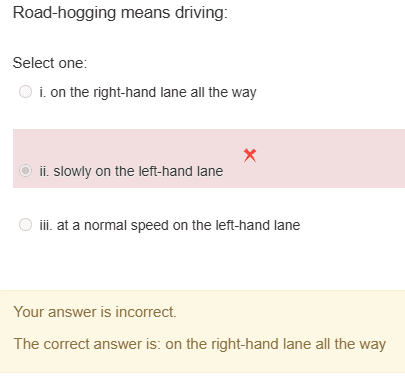 Road-hogging means driving:
Select one:
i. on the right-hand lane all the way
ii. slowly on the left-hand lane
iii. at a normal speed on the left-hand lane
Your answer is incorrect.
The correct answer is: on the right-hand lane all the way